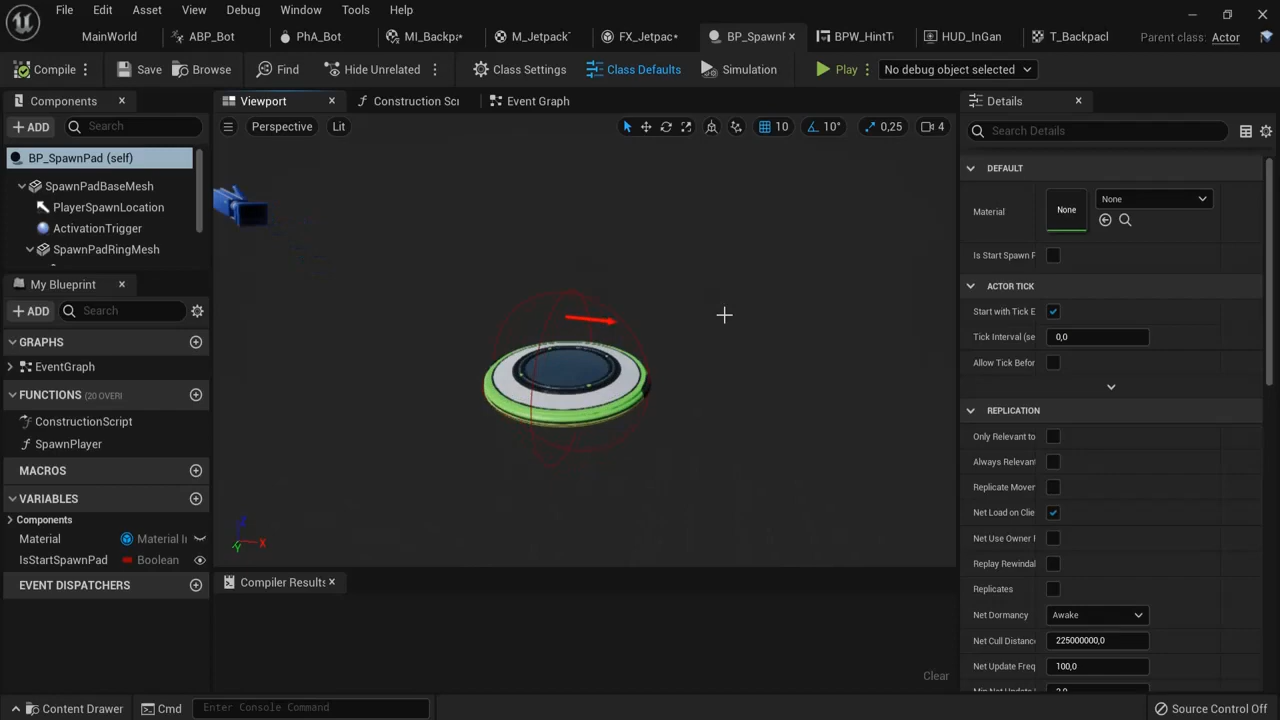 File Edit Asset View Debug Window Tools Help
MainWorld ABP_Bot PhA_Bot MI_Backpa• M_Jetpack* FX_Jetpac• BP_SpawnP BPW_HintTe HUD_InGan T_Backpacl Parent class: Actor
Compile Save Browse Find Hide Unrelated Class Settings Class Defaults Simulation Play No debug object selected
Components Viewport Construction Scri Event Graph Details
ADD Search Perspective Lit 10 10° 0,25 4 Search Details
BP_SpawnPad (self)
SpawnPadBaseMesh
PlayerSpawnLocation
ActivationTrigger
SpawnPadRingMesh
My Blueprint
ADD Search
GRAPHS
EventGraph
FUNCTIONS (20 OVERI
ConstructionScript
SpawnPlayer
MACROS
VARIABLES
Components
Material Material Ir
IsStartSpawnPad Boolean
EVENT DISPATCHERS
Z X Y
Compiler Results
Clear
DEFAULT
Material None None
Is Start Spawn P
ACTOR TICK
Start with Tick E
Tick Interval (se 0,0
Allow Tick Befor
REPLICATION
Only Relevant to
Always Relevan
Replicate Mover
Net Load on Clie
Net Use Owner I
Replay Rewindal
Replicates
Net Dormancy Awake
Net Cull Distanc 225000000,0
Net Update Freq 100,0
Content Drawer Cmd Enter Console Command Source Control Off